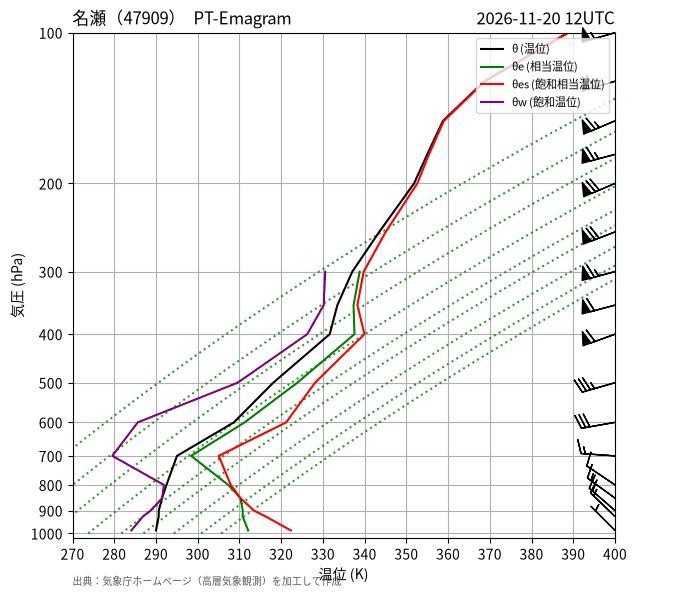 名瀬（47909） PT-Emagram
2026-11-20 12UTC
θ (温位)
θe (相当温位)
θes (飽和相当温位)
θw (飽和温位)
気圧 (hPa)
100
200
300
400
500
600
700
800
900
1000
270 280 290 300 310 320 330 340 350 360 370 380 390 400
温位 (K)
出典：気象庁ホームページ（高層気象観測）を加工して作成